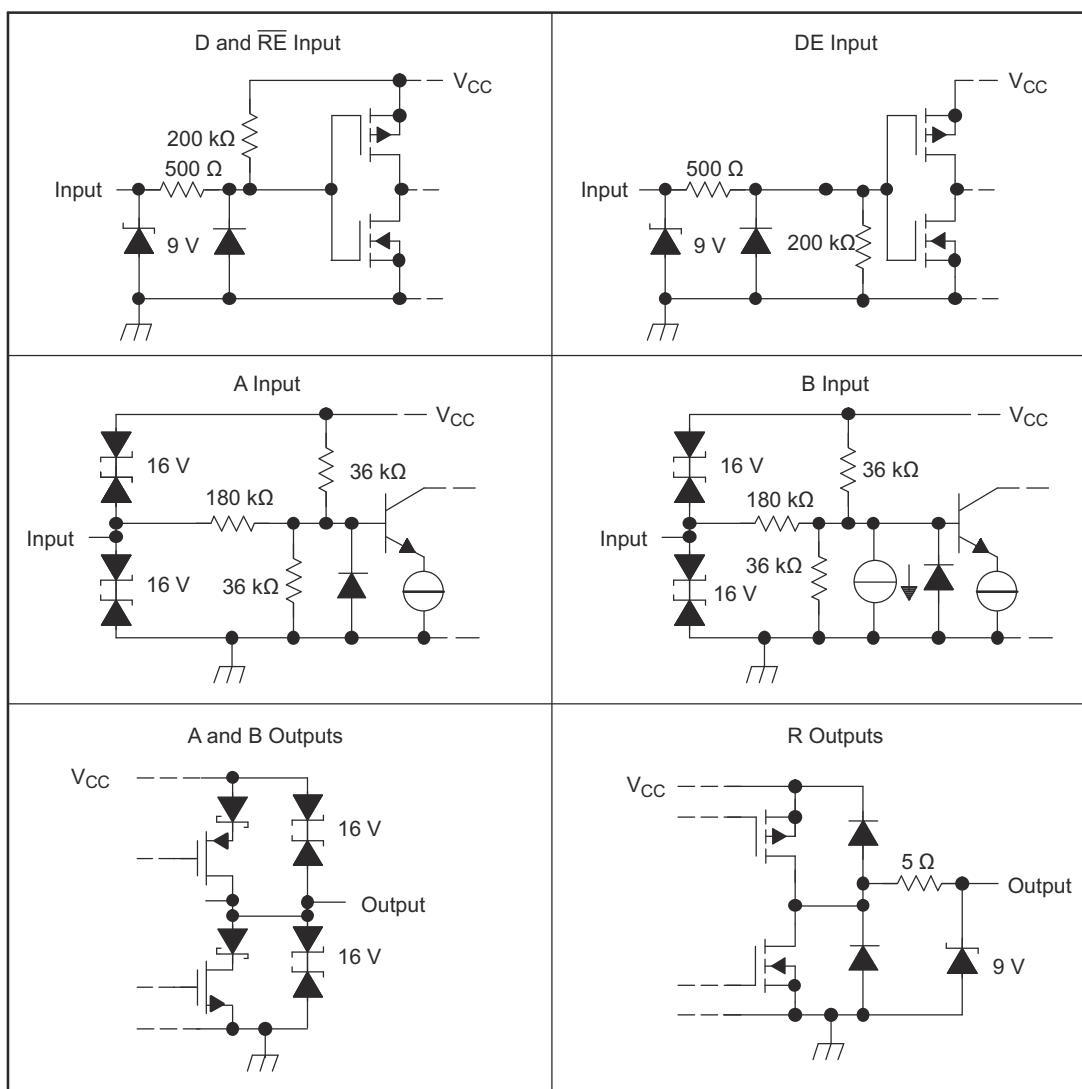 D and RE Input
VCC
200 kΩ
500 Ω
Input
9 V
DE Input
VCC
500 Ω
Input
9 V
200 kΩ
A Input
VCC
16 V
36 kΩ
180 kΩ
Input
16 V
36 kΩ
B Input
VCC
16 V
36 kΩ
180 kΩ
Input
36 kΩ
16 V
A and B Outputs
VCC
16 V
Output
16 V
R Outputs
VCC
5 Ω
Output
9 V